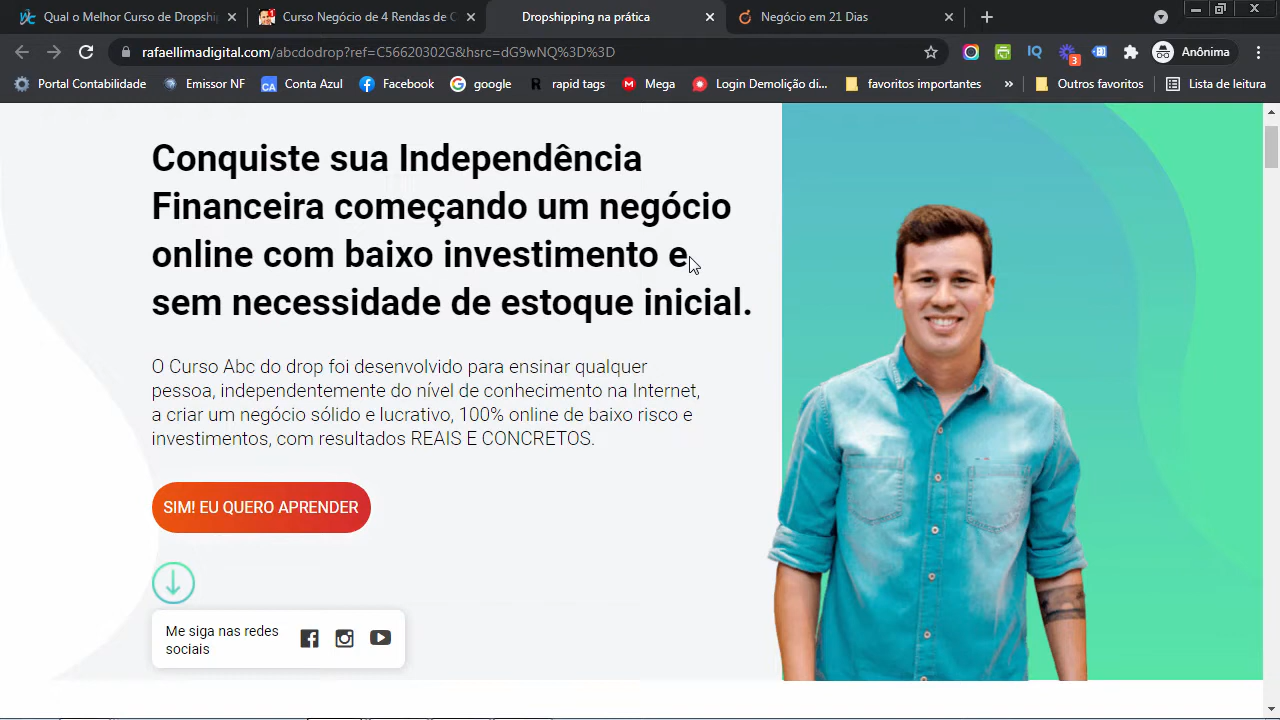 Qual o Melhor Curso de Dropshi
Curso Negócio de 4 Rendas de C
Dropshipping na prática
Negócio em 21 Dias
rafaellimadigital.com/abcdodrop?ref=C56620302G&hsrc=dG9wNQ%3D%3D
IQ
3
Anônima
Portal Contabilidade
Emissor NF
CA
Conta Azul
Facebook
google
R
rapid tags
Mega
Login Demolição di...
favoritos importantes
»
Outros favoritos
Lista de leitura
Conquiste sua Independência
Financeira começando um negócio
online com baixo investimento e
sem necessidade de estoque inicial.
O Curso Abc do drop foi desenvolvido para ensinar qualquer
pessoa, independentemente do nível de conhecimento na Internet,
a criar um negócio sólido e lucrativo, 100% online de baixo risco e
investimentos, com resultados REAIS E CONCRETOS.
SIM! EU QUERO APRENDER
Me siga nas redes
sociais